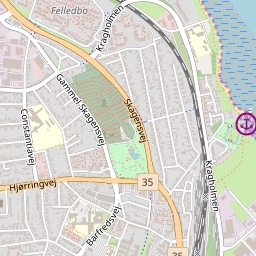 Felledbo
Kragholmen
Gammel Skagensvej
Skagensvej
Constantiavej
Kragholmen
Hjørringvej
35
Barfredsvej
35